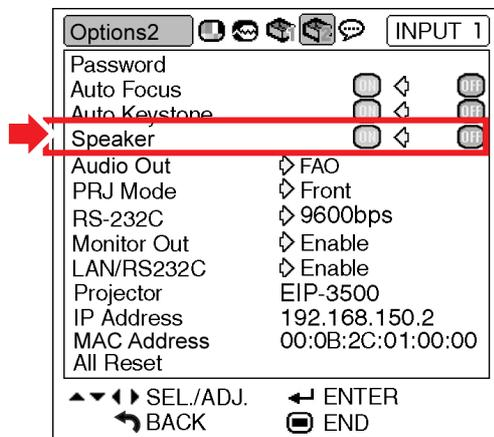 Options2 INPUT 1
Password
Auto Focus ON OFF
Auto Keystone ON OFF
Speaker ON OFF
Audio Out FAO
PRJ Mode Front
RS-232C 9600bps
Monitor Out Enable
LAN/RS232C Enable
Projector EIP-3500
IP Address 192.168.150.2
MAC Address 00:0B:2C:01:00:00
All Reset
SEL./ADJ. ENTER
BACK END